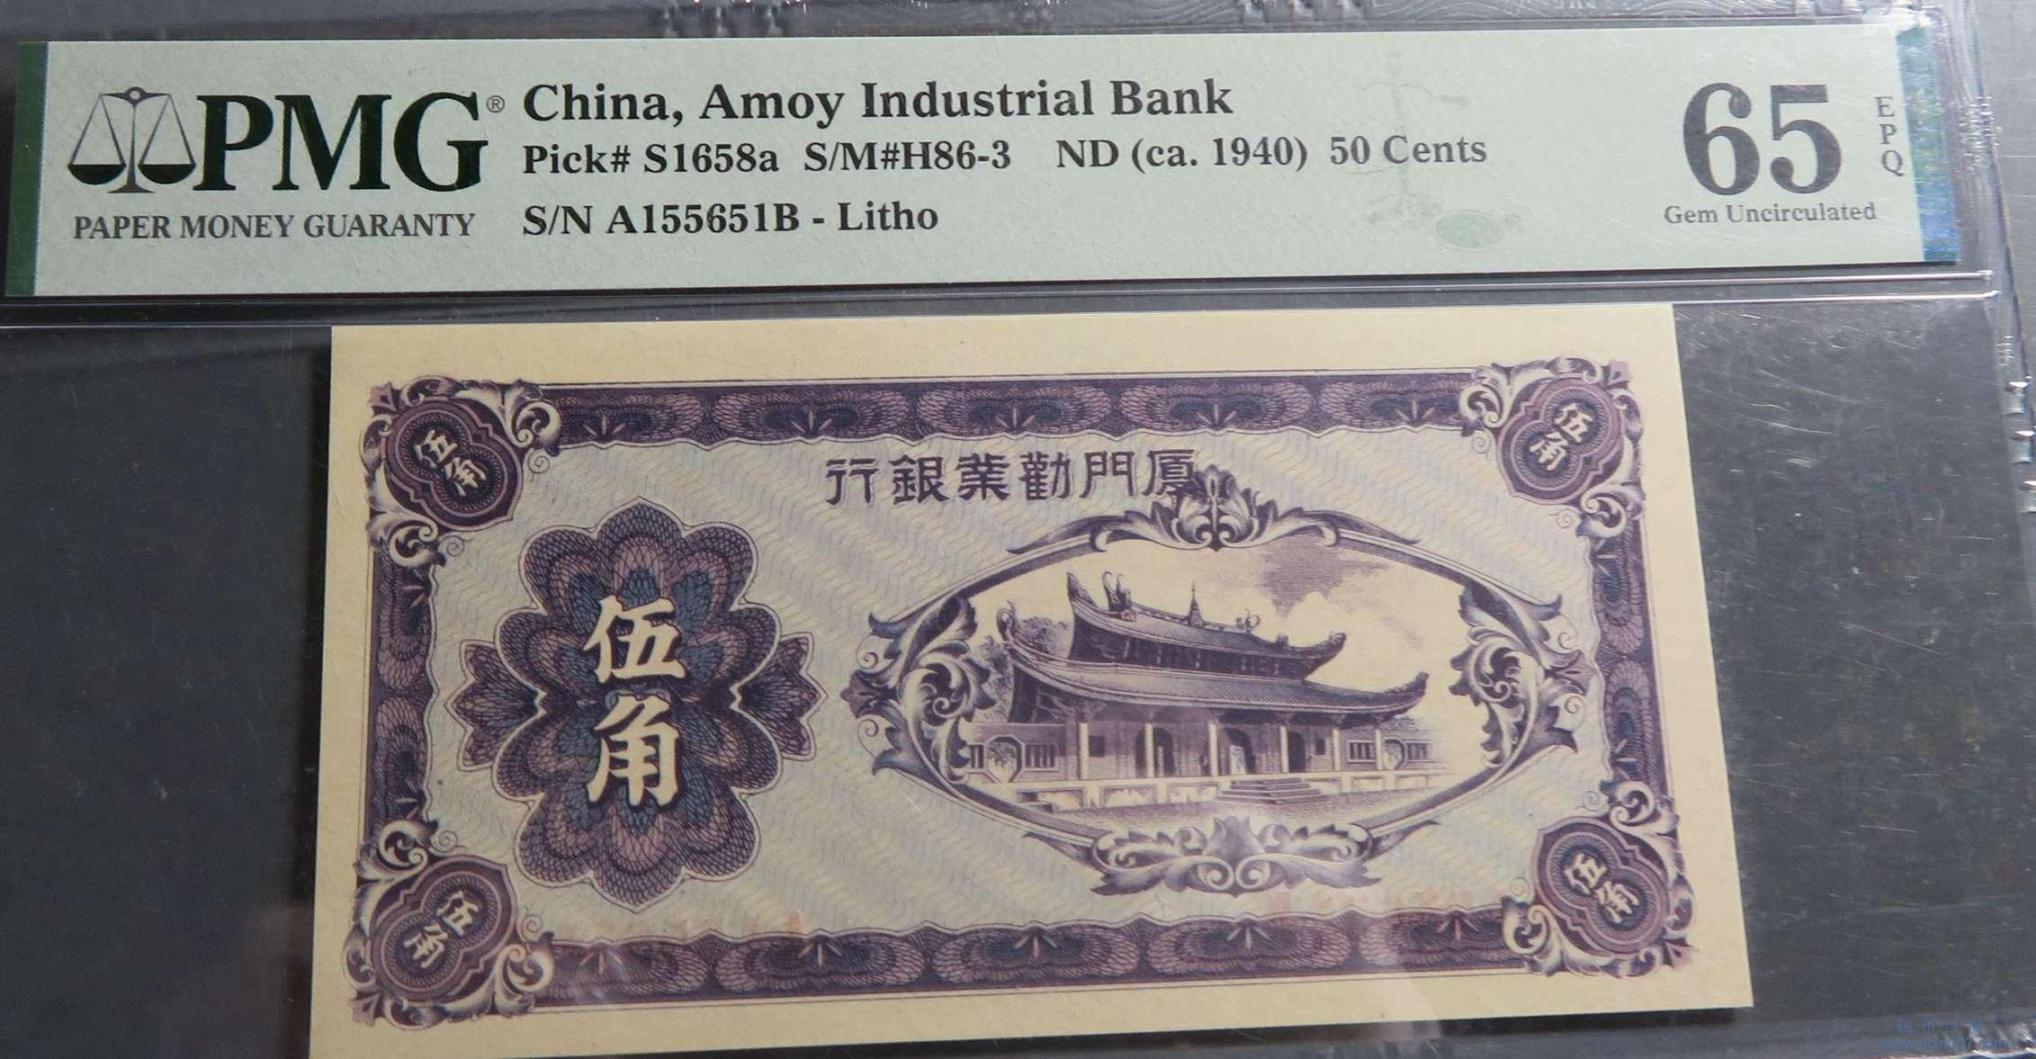 PMG®
PAPER MONEY GUARANTY
China, Amoy Industrial Bank
Pick# S1658a S/M#H86-3 ND (ca. 1940) 50 Cents
S/N A155651B - Litho
65
EPQ
Gem Uncirculated
伍角
伍角
行銀業勸門厦
伍角
伍角
伍角